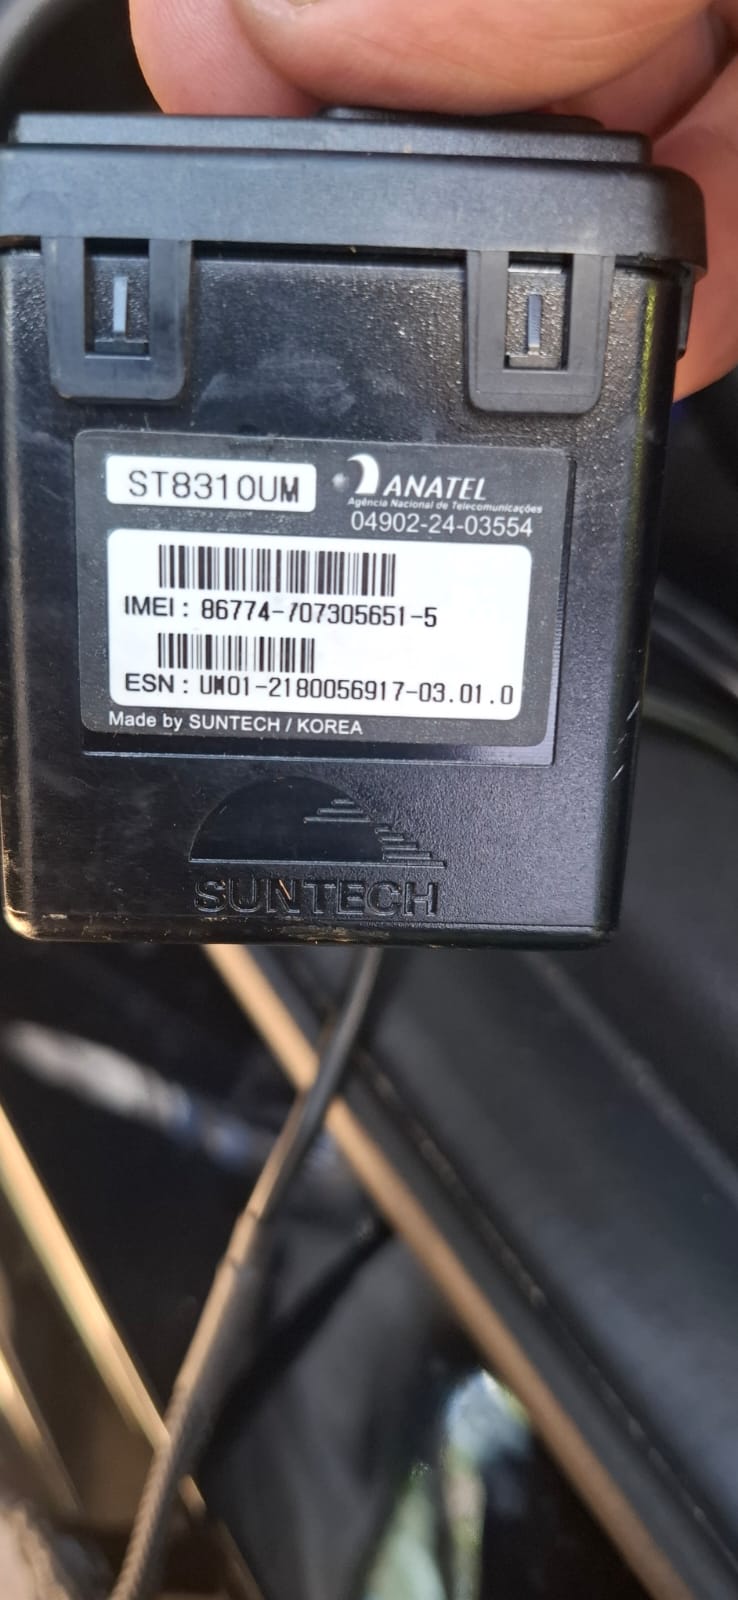 ST8310UM
ANATEL
Agência Nacional de Telecomunicações
04902-24-03554
IMEI : 86774-707305651-5
ESN : UM01-2180056917-03.01.0
Made by SUNTECH / KOREA
SUNTECH